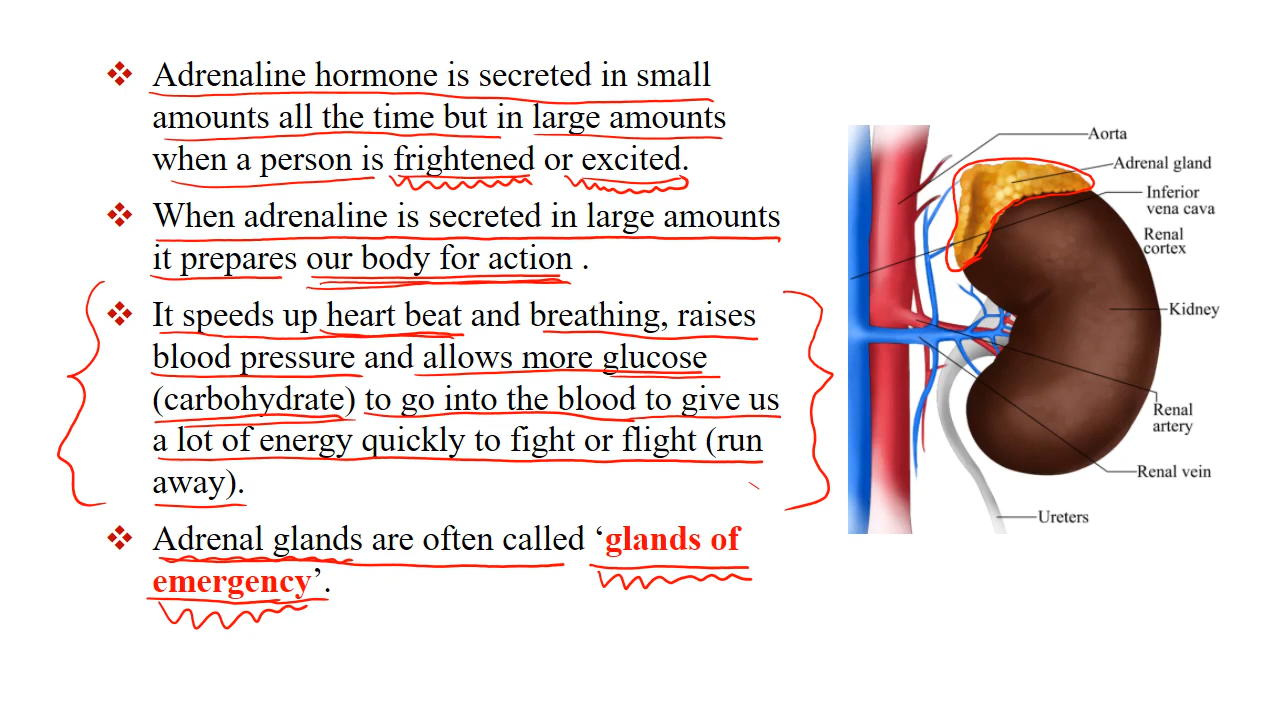 ❖ Adrenaline hormone is secreted in small
amounts all the time but in large amounts
when a person is frightened or excited.
❖ When adrenaline is secreted in large amounts
it prepares our body for action .
❖ It speeds up heart beat and breathing, raises
blood pressure and allows more glucose
(carbohydrate) to go into the blood to give us
a lot of energy quickly to fight or flight (run
away).
❖ Adrenal glands are often called ‘glands of
emergency’.
Aorta
Adrenal gland
Inferior
vena cava
Renal
cortex
Kidney
Renal
artery
Renal vein
Ureters